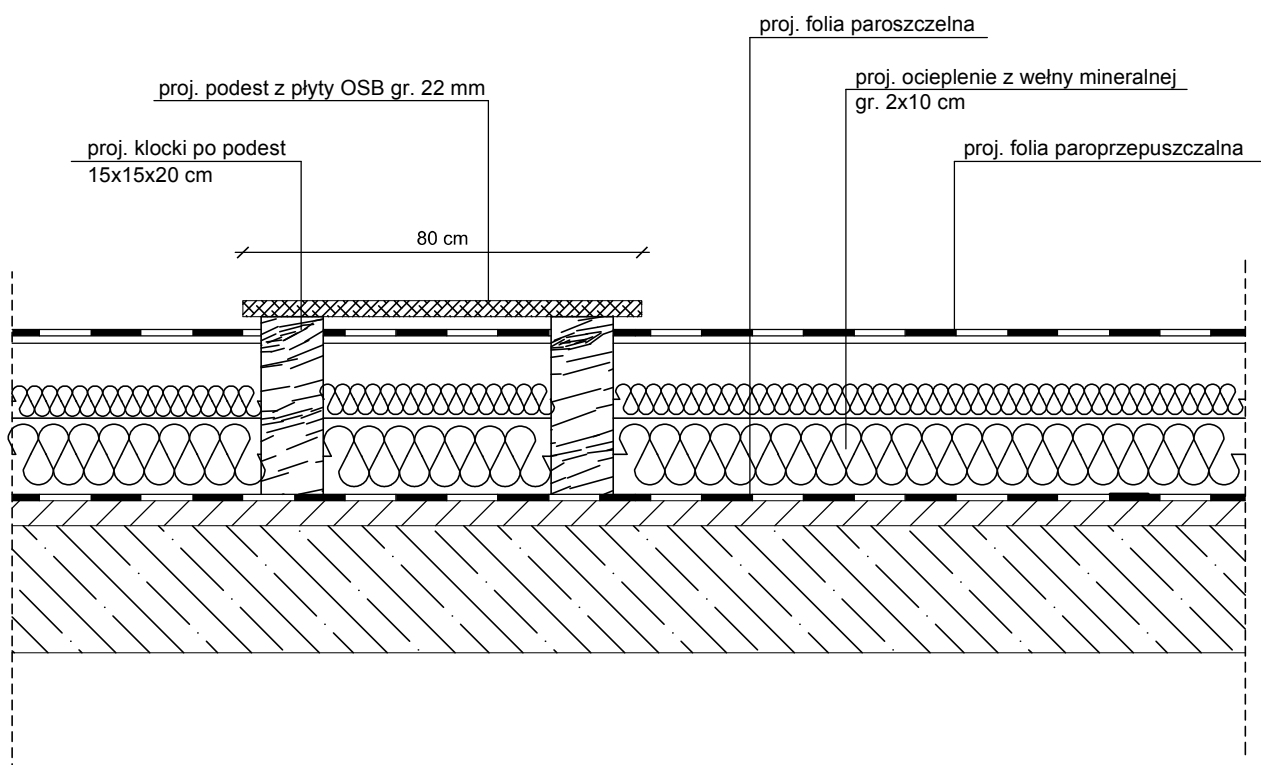 proj. folia paroszczelna
proj. podest z płyty OSB gr. 22 mm
proj. ocieplenie z wełny mineralnej
gr. 2x10 cm
proj. klocki po podest
15x15x20 cm
proj. folia paroprzepuszczalna
80 cm